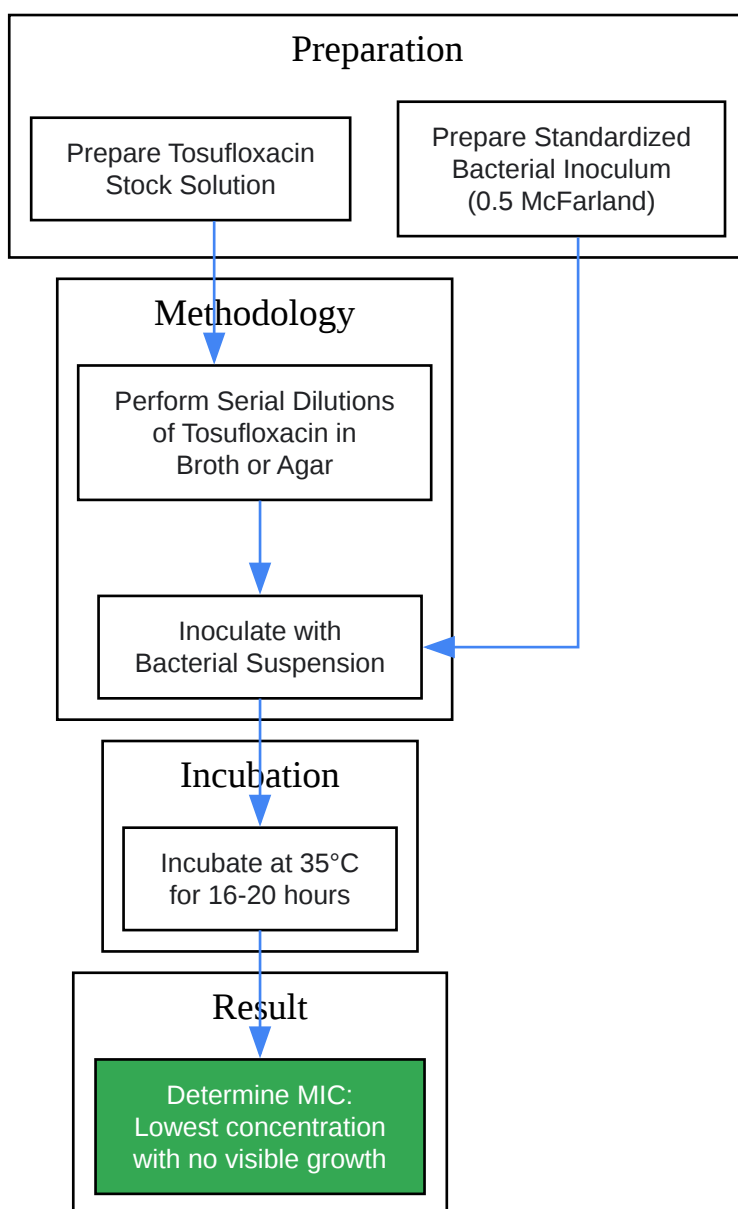 Preparation
Prepare Tosufloxacin
Stock Solution
Prepare Standardized
Bacterial Inoculum
(0.5 McFarland)
Methodology
Perform Serial Dilutions
of Tosufloxacin in
Broth or Agar
Inoculate with
Bacterial Suspension
Incubation
Incubate at 35°C
for 16-20 hours
Result
Determine MIC:
Lowest concentration
with no visible growth